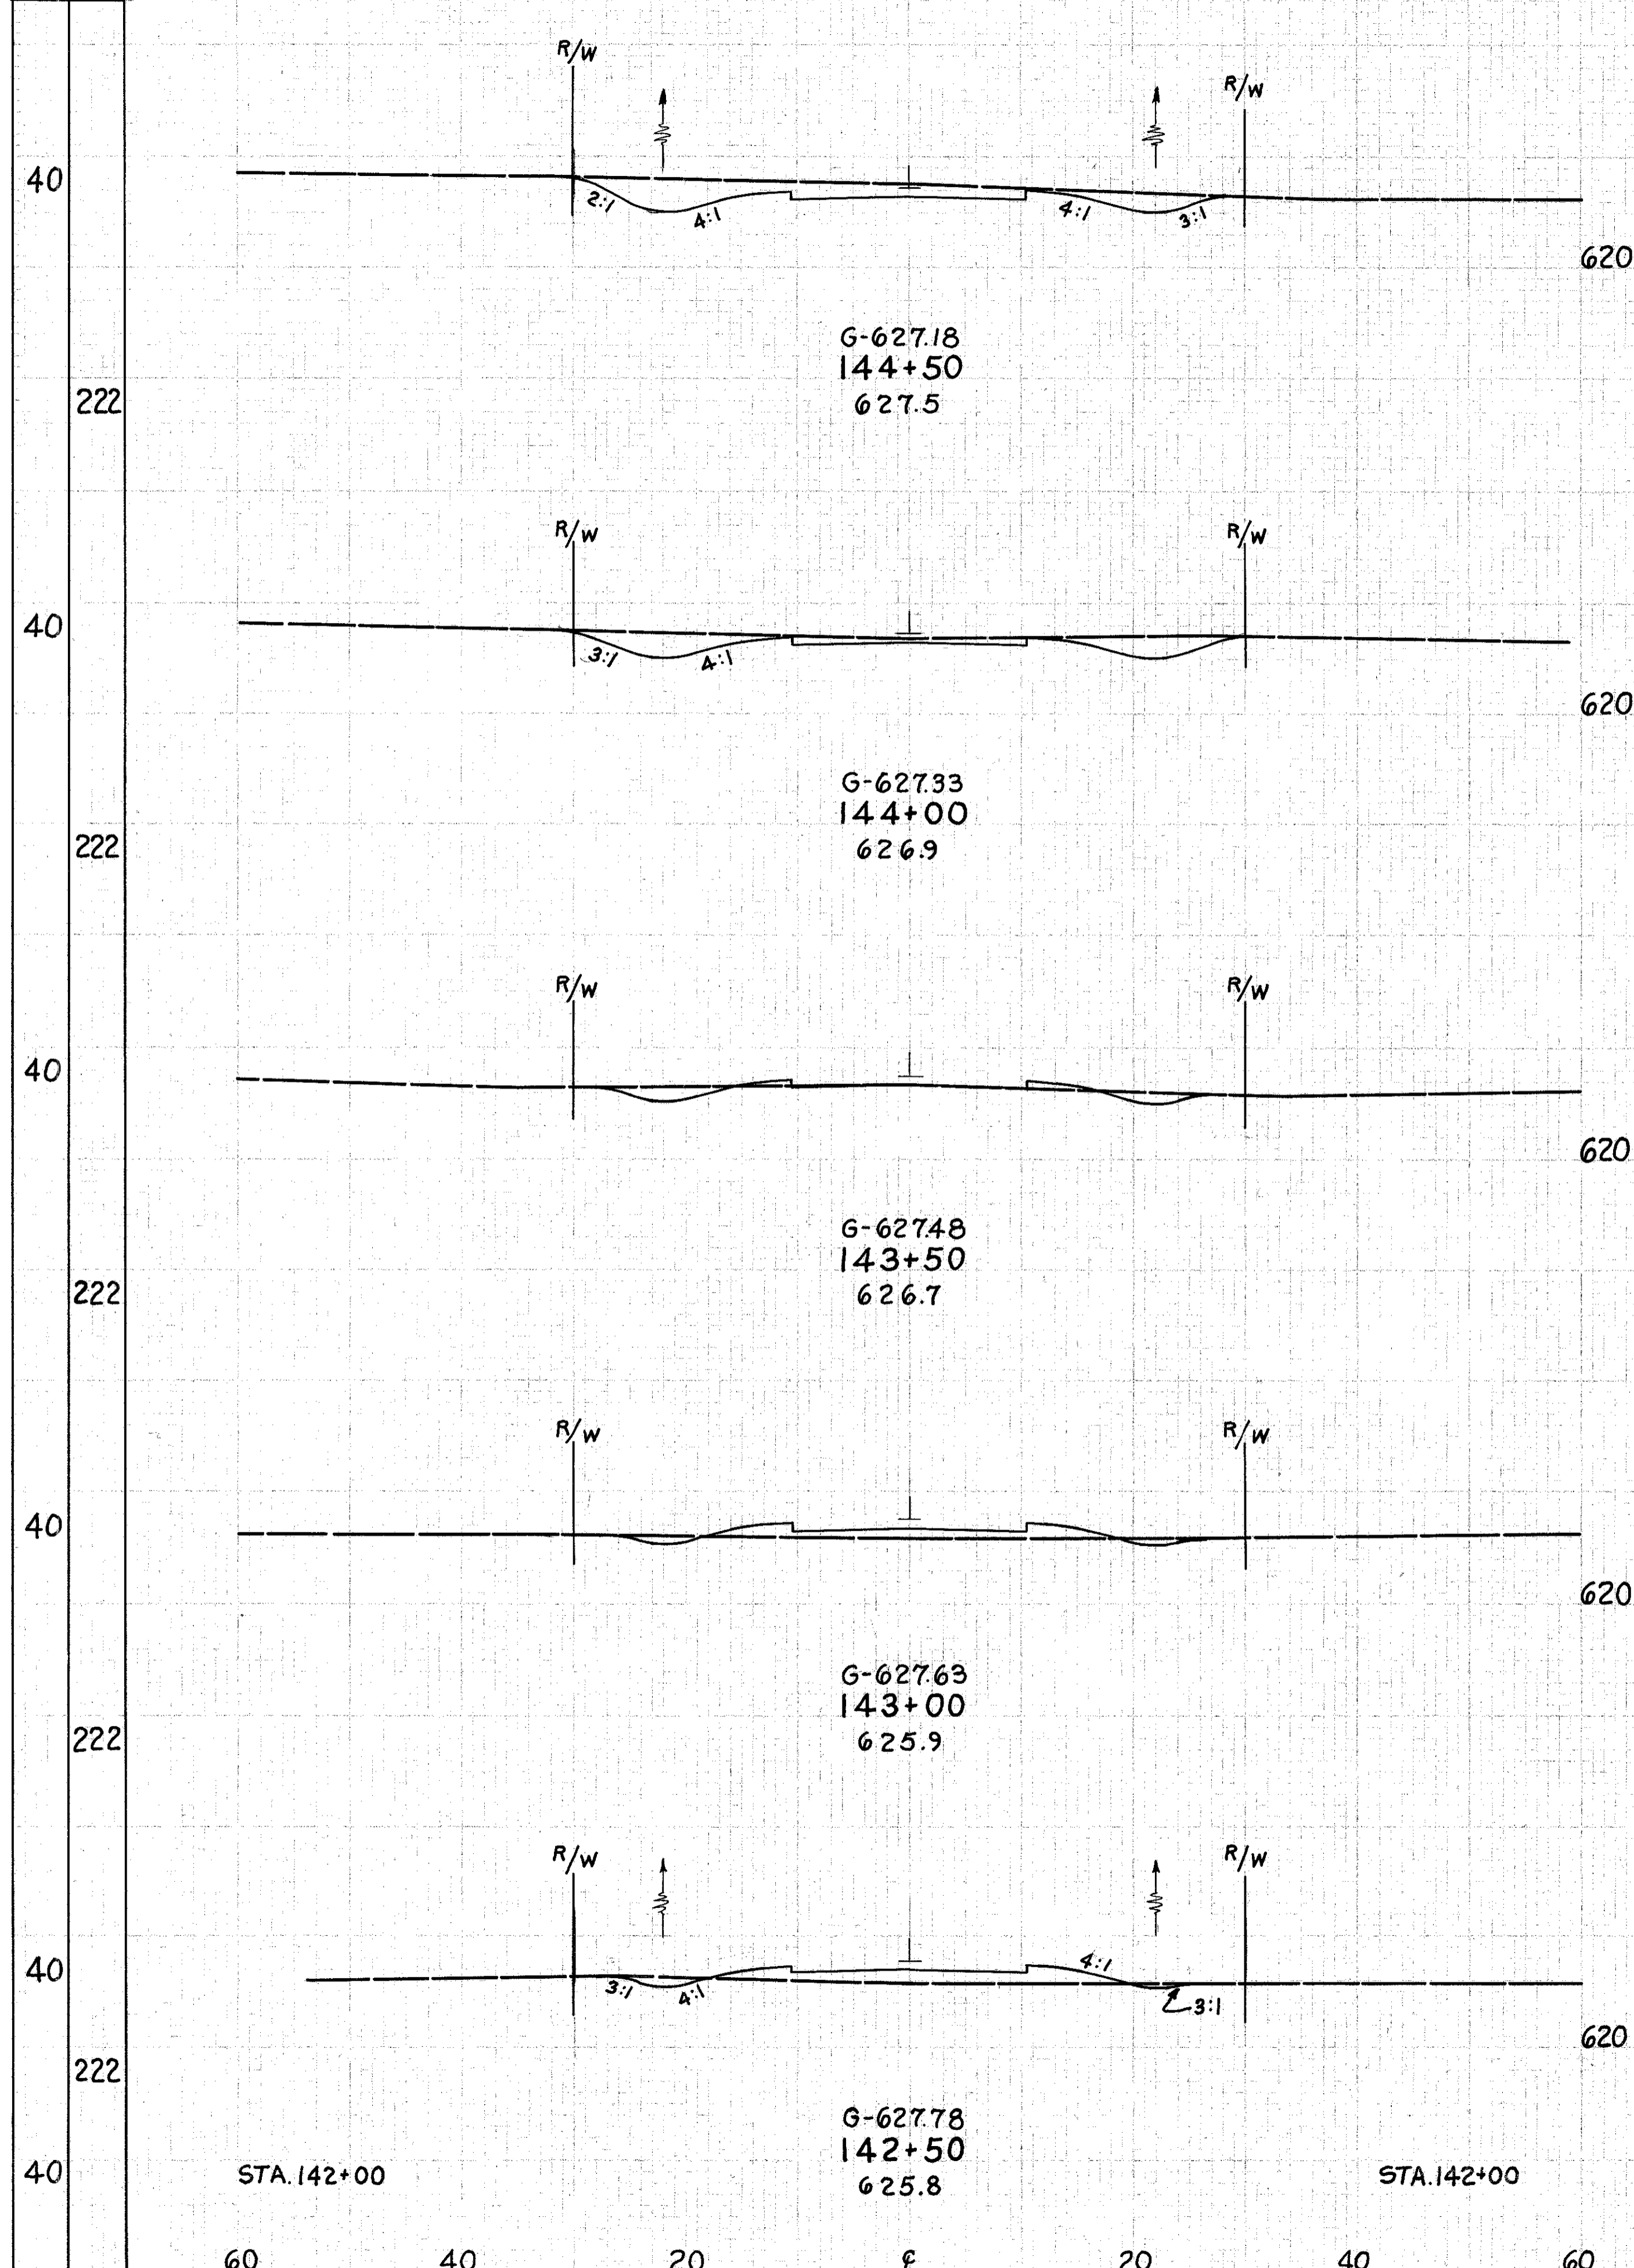 R/W
R/W
40
2:1
4:1
4:1
3:1
620
G-627.18
144+50
222
627.5
R/W
R/W
40
3:1
4:1
620
G-627.33
144+00
222
626.9
R/W
R/W
40
620
G-627.48
143+50
222
626.7
R/W
R/W
40
620
G-627.63
143+00
222
625.9
R/W
R/W
40
3:1
4:1
4:1
3:1
620
222
G-627.78
142+50
40
STA. 142+00
625.8
STA. 142+00
60 40 20 ℄ 20 40 60